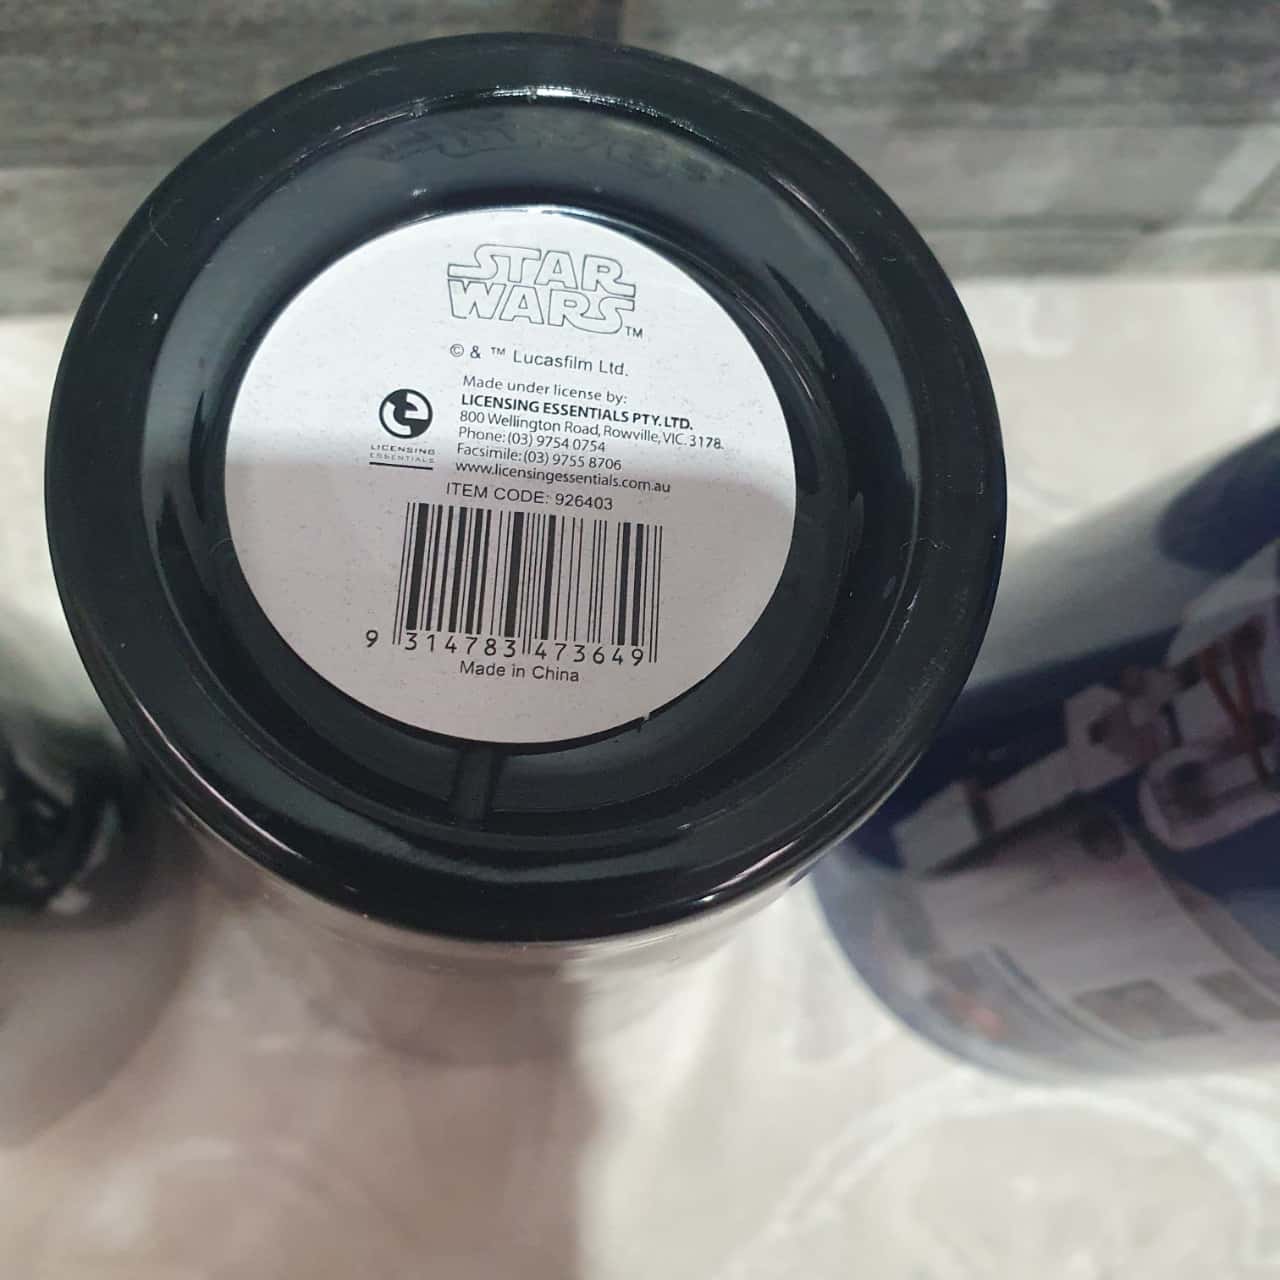 STAR
WARS™
© & ™ Lucasfilm Ltd.
Made under license by:
LICENSING ESSENTIALS PTY. LTD.
800 Wellington Road, Rowville, VIC. 3178.
Phone: (03) 9754 0754
Facsimile: (03) 9755 8706
www.licensingessentials.com.au
e
LICENSING
ESSENTIALS
ITEM CODE: 926403
9 314783 473649
Made in China